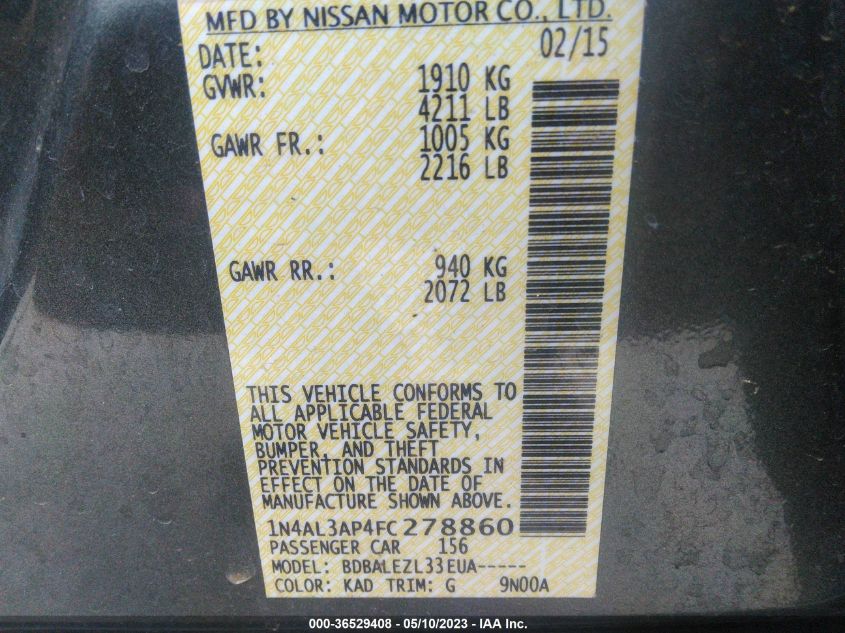 MFD BY NISSAN MOTOR CO., LTD.
DATE: 02/15
GVWR: 1910 KG
4211 LB
GAWR FR.: 1005 KG
2216 LB
GAWR RR.: 940 KG
2072 LB
THIS VEHICLE CONFORMS TO
ALL APPLICABLE FEDERAL
MOTOR VEHICLE SAFETY,
BUMPER, AND THEFT
PREVENTION STANDARDS IN
EFFECT ON THE DATE OF
MANUFACTURE SHOWN ABOVE.
1N4AL3AP4FC278860
PASSENGER CAR 156
MODEL: BDBALEZL33EUA-----
COLOR: KAD TRIM: G 9N00A
000-36529408 - 05/10/2023 - IAA Inc.